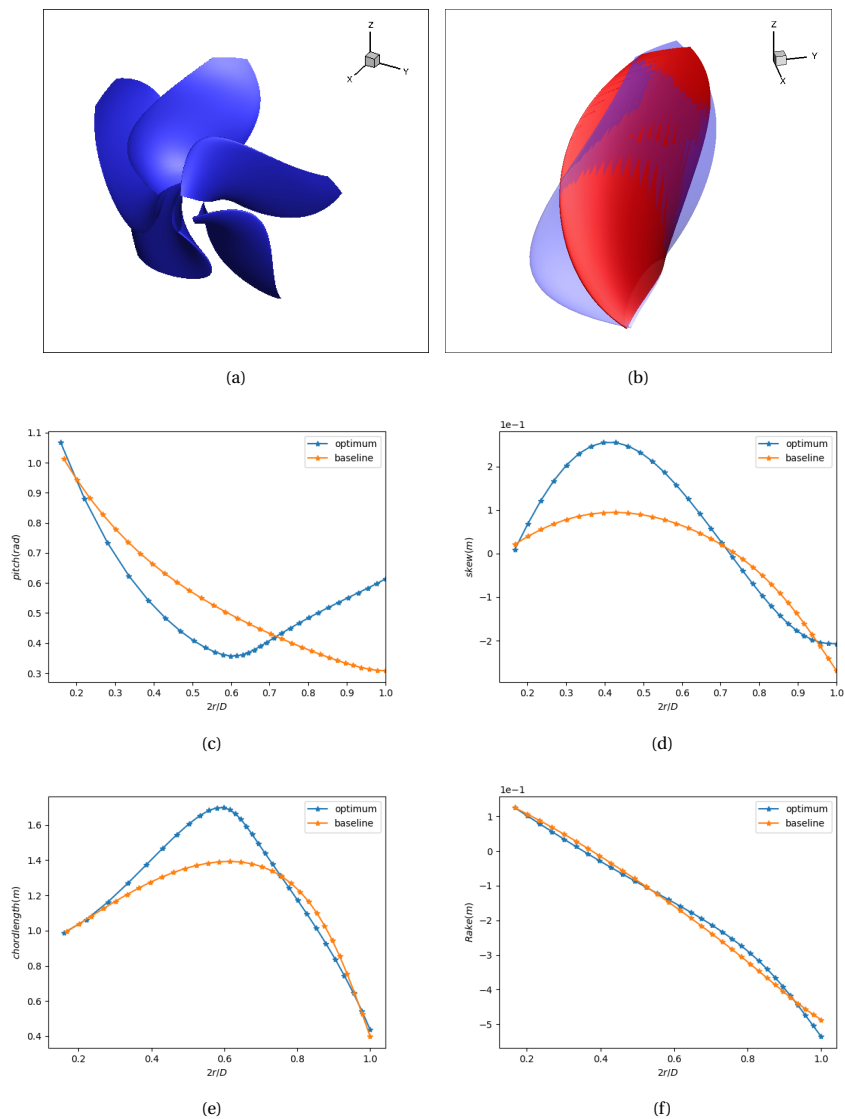 Z
X
Y
Z
Y
X
(a)
(b)
optimum
baseline
pitch(rad)
1.1
1.0
0.9
0.8
0.7
0.6
0.5
0.4
0.3
0.2 0.3 0.4 0.5 0.6 0.7 0.8 0.9 1.0
2r/D
(c)
1e−1
optimum
baseline
skew(m)
2
1
0
−1
−2
0.2 0.3 0.4 0.5 0.6 0.7 0.8 0.9 1.0
2r/D
(d)
optimum
baseline
chordlength(m)
1.6
1.4
1.2
1.0
0.8
0.6
0.4
0.2 0.4 0.6 0.8 1.0
2r/D
(e)
1e−1
optimum
baseline
Rake(m)
1
0
−1
−2
−3
−4
−5
0.2 0.4 0.6 0.8 1.0
2r/D
(f)